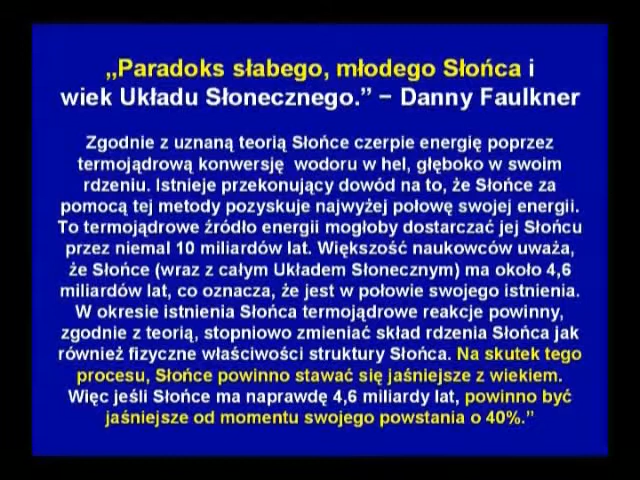 „Paradoks słabego, młodego Słońca i
wiek Układu Słonecznego.” − Danny Faulkner
Zgodnie z uznaną teorią Słońce czerpie energię poprzez
termojądrową konwersję wodoru w hel, głęboko w swoim
rdzeniu. Istnieje przekonujący dowód na to, że Słońce za
pomocą tej metody pozyskuje najwyżej połowę swojej energii.
To termojądrowe źródło energii mogłoby dostarczać jej Słońcu
przez niemal 10 miliardów lat. Większość naukowców uważa,
że Słońce (wraz z całym Układem Słonecznym) ma około 4,6
miliardów lat, co oznacza, że jest w połowie swojego istnienia.
W okresie istnienia Słońca termojądrowe reakcje powinny,
zgodnie z teorią, stopniowo zmieniać skład rdzenia Słońca jak
również fizyczne właściwości struktury Słońca. Na skutek tego
procesu, Słońce powinno stawać się jaśniejsze z wiekiem.
Więc jeśli Słońce ma naprawdę 4,6 miliardy lat, powinno być
jaśniejsze od momentu swojego powstania o 40%.”